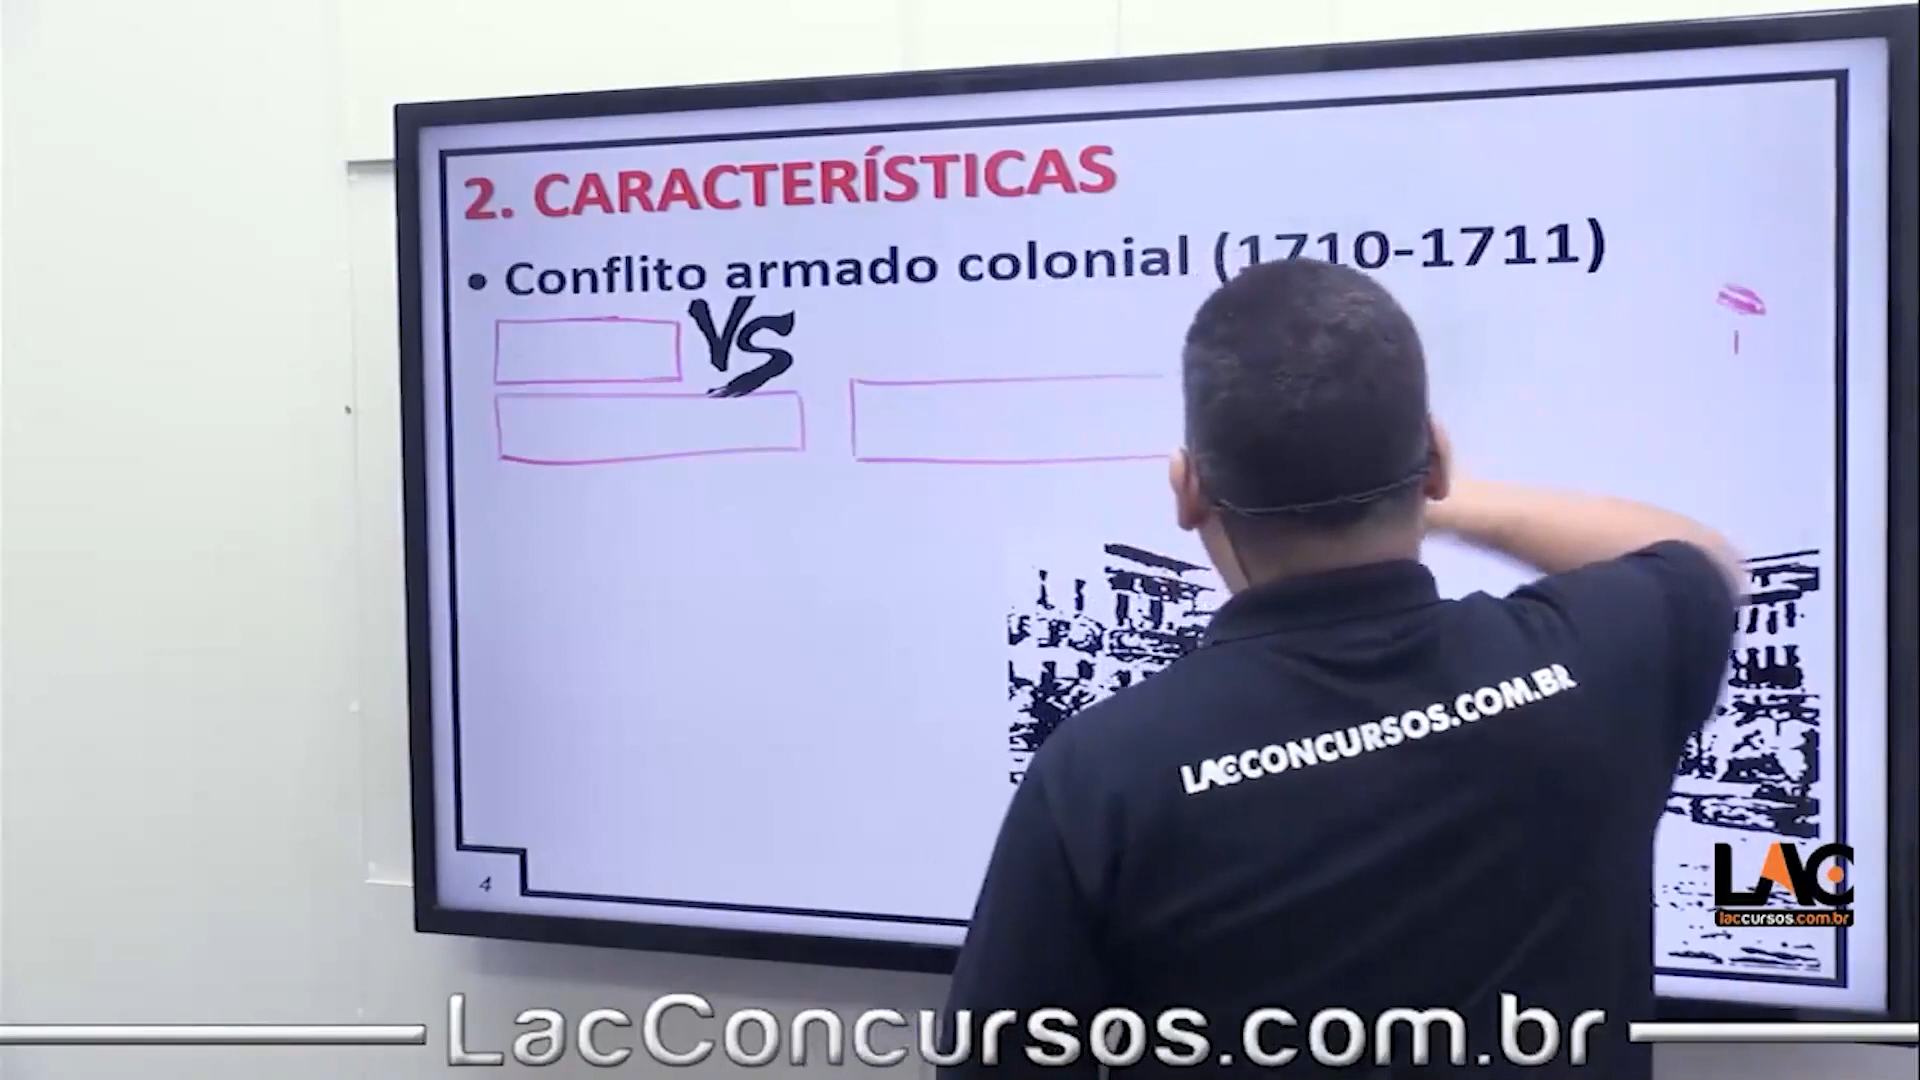 2. CARACTERÍSTICAS
• Conflito armado colonial (1710-1711)
VS
LACCONCURSOS.COM.BR
4
LAC
laccursos.com.br
LacConcursos.com.br